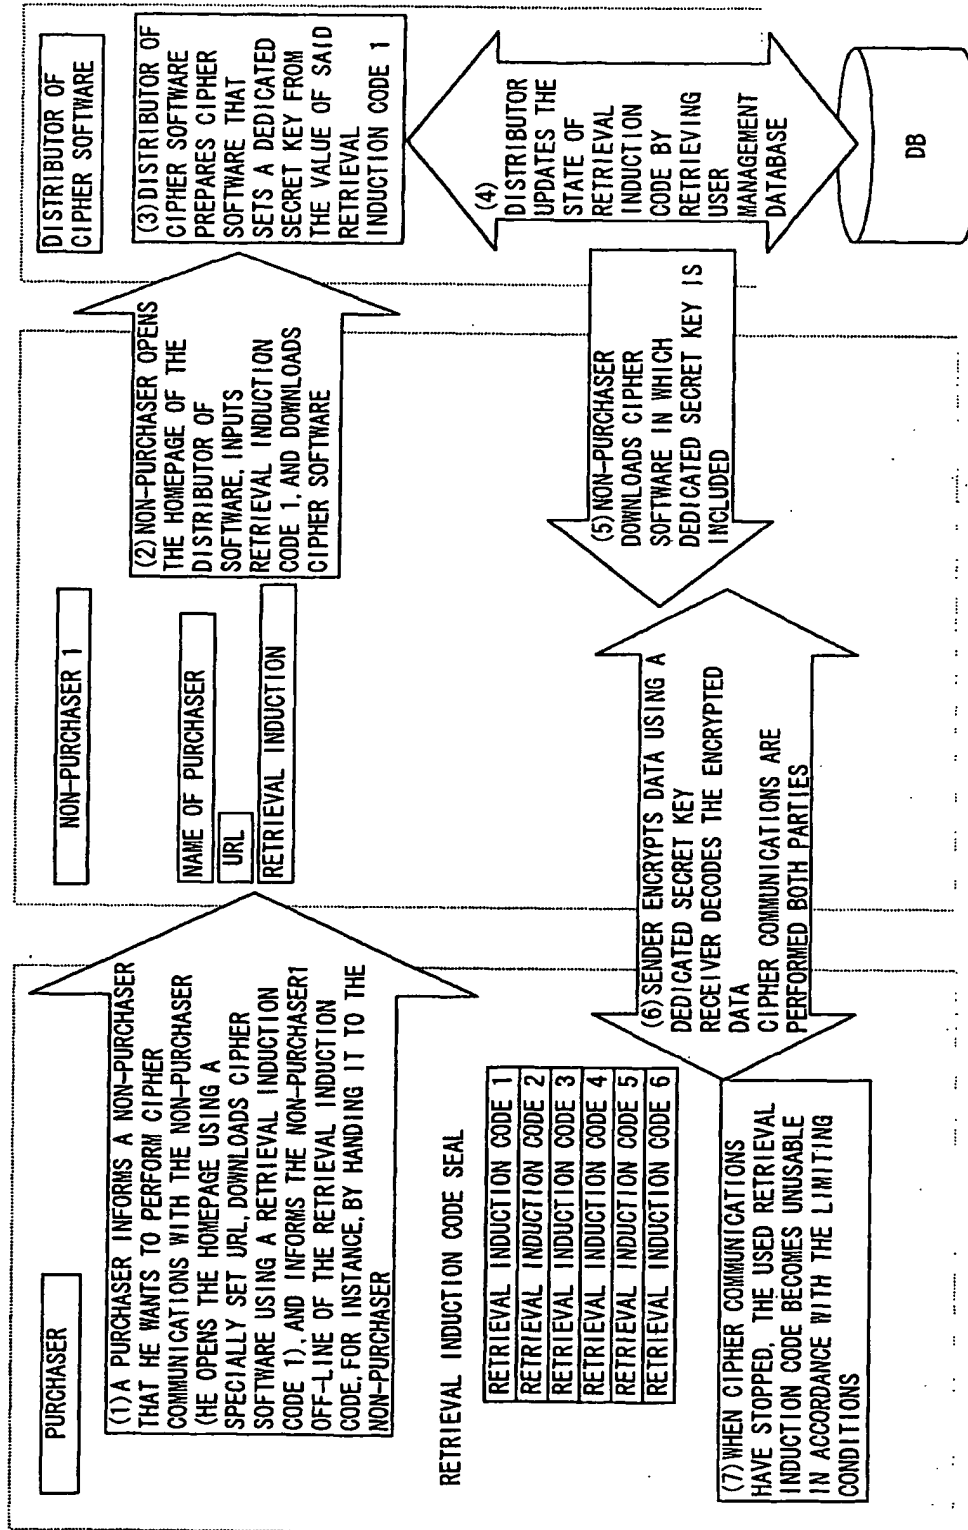 PURCHASER
(1)A PURCHASER INFORMS A NON-PURCHASER
THAT HE WANTS TO PERFORM CIPHER
COMMUNICATIONS WITH THE NON-PURCHASER
(HE OPENS THE HOMEPAGE USING A
SPECIALLY SET URL, DOWNLOADS CIPHER
SOFTWARE USING A RETRIEVAL INDUCTION
CODE 1), AND INFORMS THE NON-PURCHASER1
OFF-LINE OF THE RETRIEVAL INDUCTION
CODE, FOR INSTANCE, BY HANDING IT TO THE
NON-PURCHASER
RETRIEVAL INDUCTION CODE SEAL
RETRIEVAL INDUCTION CODE 1
RETRIEVAL INDUCTION CODE 2
RETRIEVAL INDUCTION CODE 3
RETRIEVAL INDUCTION CODE 4
RETRIEVAL INDUCTION CODE 5
RETRIEVAL INDUCTION CODE 6
(7)WHEN CIPHER COMMUNICATIONS
HAVE STOPPED, THE USED RETRIEVAL
INDUCTION CODE BECOMES UNUSABLE
IN ACCORDANCE WITH THE LIMITING
CONDITIONS
NON-PURCHASER 1
NAME OF PURCHASER
URL
RETRIEVAL INDUCTION
(2)NON-PURCHASER OPENS
THE HOMEPAGE OF THE
DISTRIBUTOR OF
SOFTWARE, INPUTS
RETRIEVAL INDUCTION
CODE 1, AND DOWNLOADS
CIPHER SOFTWARE
(6)SENDER ENCRYPTS DATA USING A
DEDICATED SECRET KEY
RECEIVER DECODES THE ENCRYPTED
DATA
CIPHER COMMUNICATIONS ARE
PERFORMED BOTH PARTIES
(5)NON-PURCHASER
DOWNLOADS CIPHER
SOFTWARE IN WHICH
DEDICATED SECRET KEY IS
INCLUDED
DISTRIBUTOR OF
CIPHER SOFTWARE
(3)DISTRIBUTOR OF
CIPHER SOFTWARE
PREPARES CIPHER
SOFTWARE THAT
SETS A DEDICATED
SECRET KEY FROM
THE VALUE OF SAID
RETRIEVAL
INDUCTION CODE 1
(4)
DISTRIBUTOR
UPDATES THE
STATE OF
RETRIEVAL
INDUCTION
CODE BY
RETRIEVING
USER
MANAGEMENT
DATABASE
DB